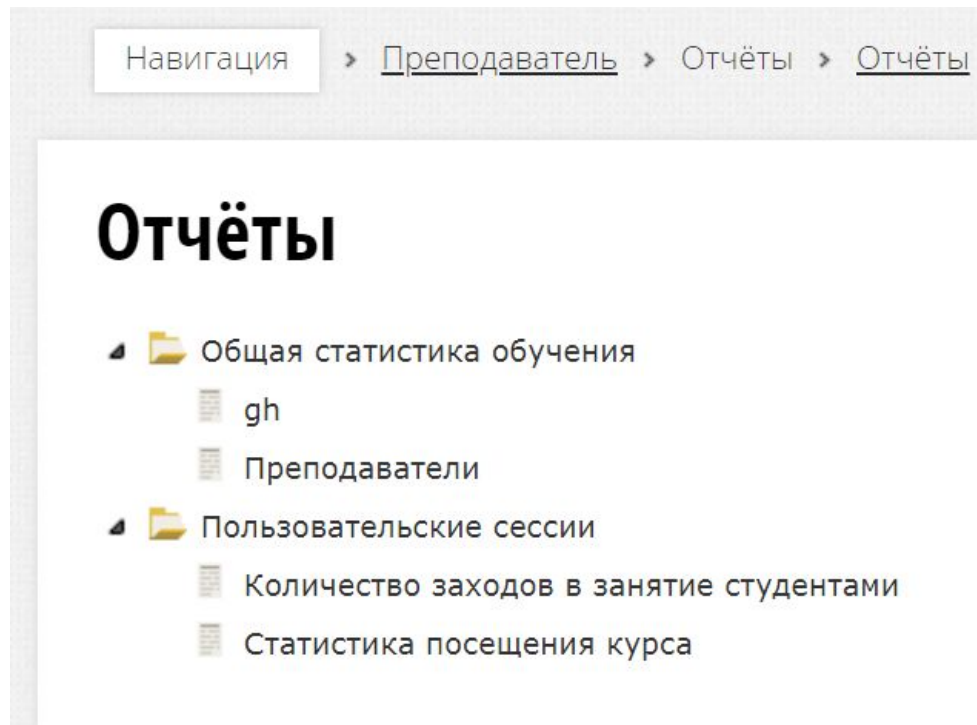 Навигация › Преподаватель › Отчёты › Отчёты
Отчёты
Общая статистика обучения
gh
Преподаватели
Пользовательские сессии
Количество заходов в занятие студентами
Статистика посещения курса